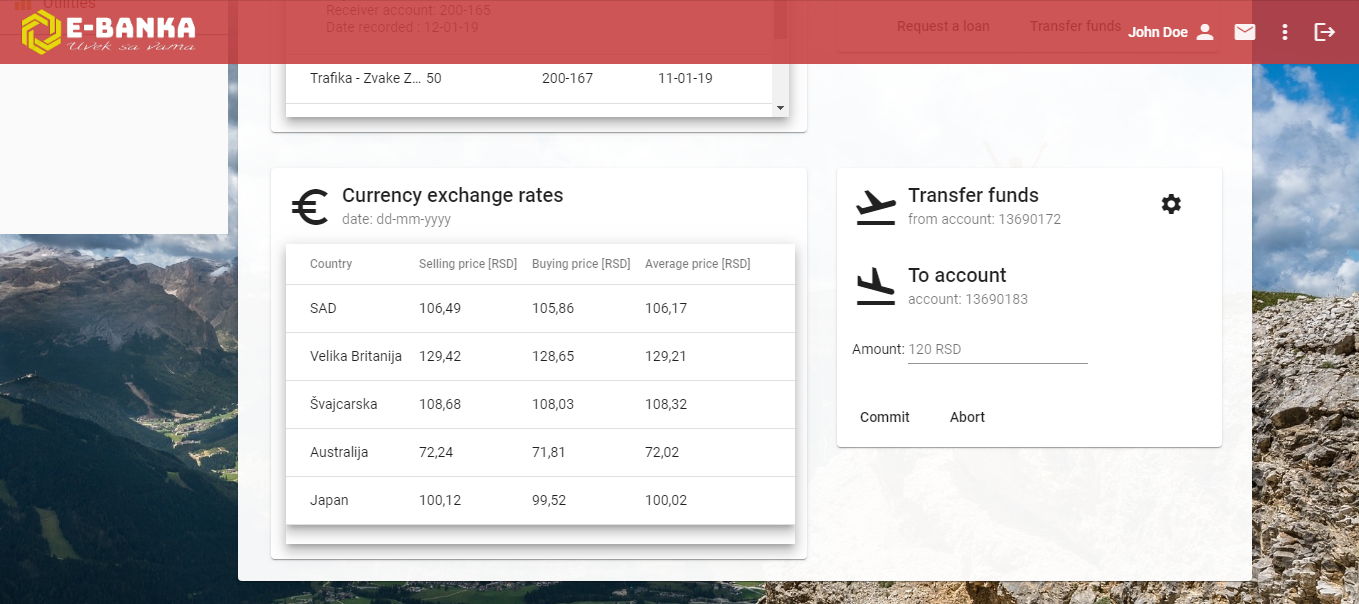 Utilities
E-BANKA
Uvek sa vama
Receiver account: 200-165
Date recorded : 12-01-19
Request a loan Transfer funds
John Doe
Trafika - Zvake Z... 50 200-167 11-01-19
Currency exchange rates
date: dd-mm-yyyy
Country Selling price [RSD] Buying price [RSD] Average price [RSD]
SAD 106,49 105,86 106,17
Velika Britanija 129,42 128,65 129,21
Švajcarska 108,68 108,03 108,32
Australija 72,24 71,81 72,02
Japan 100,12 99,52 100,02
Transfer funds
from account: 13690172
To account
account: 13690183
Amount: 120 RSD
Commit Abort